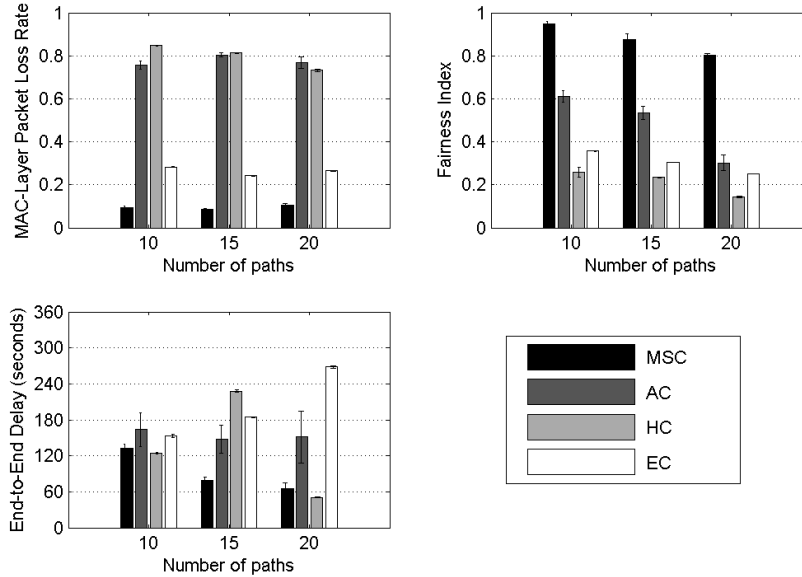 MAC-Layer Packet Loss Rate
1
0.8
0.6
0.4
0.2
0
10 15 20
Number of paths
Fairness Index
1
0.8
0.6
0.4
0.2
0
10 15 20
Number of paths
End-to-End Delay (seconds)
360
300
240
180
120
60
0
10 15 20
Number of paths
MSC
AC
HC
EC